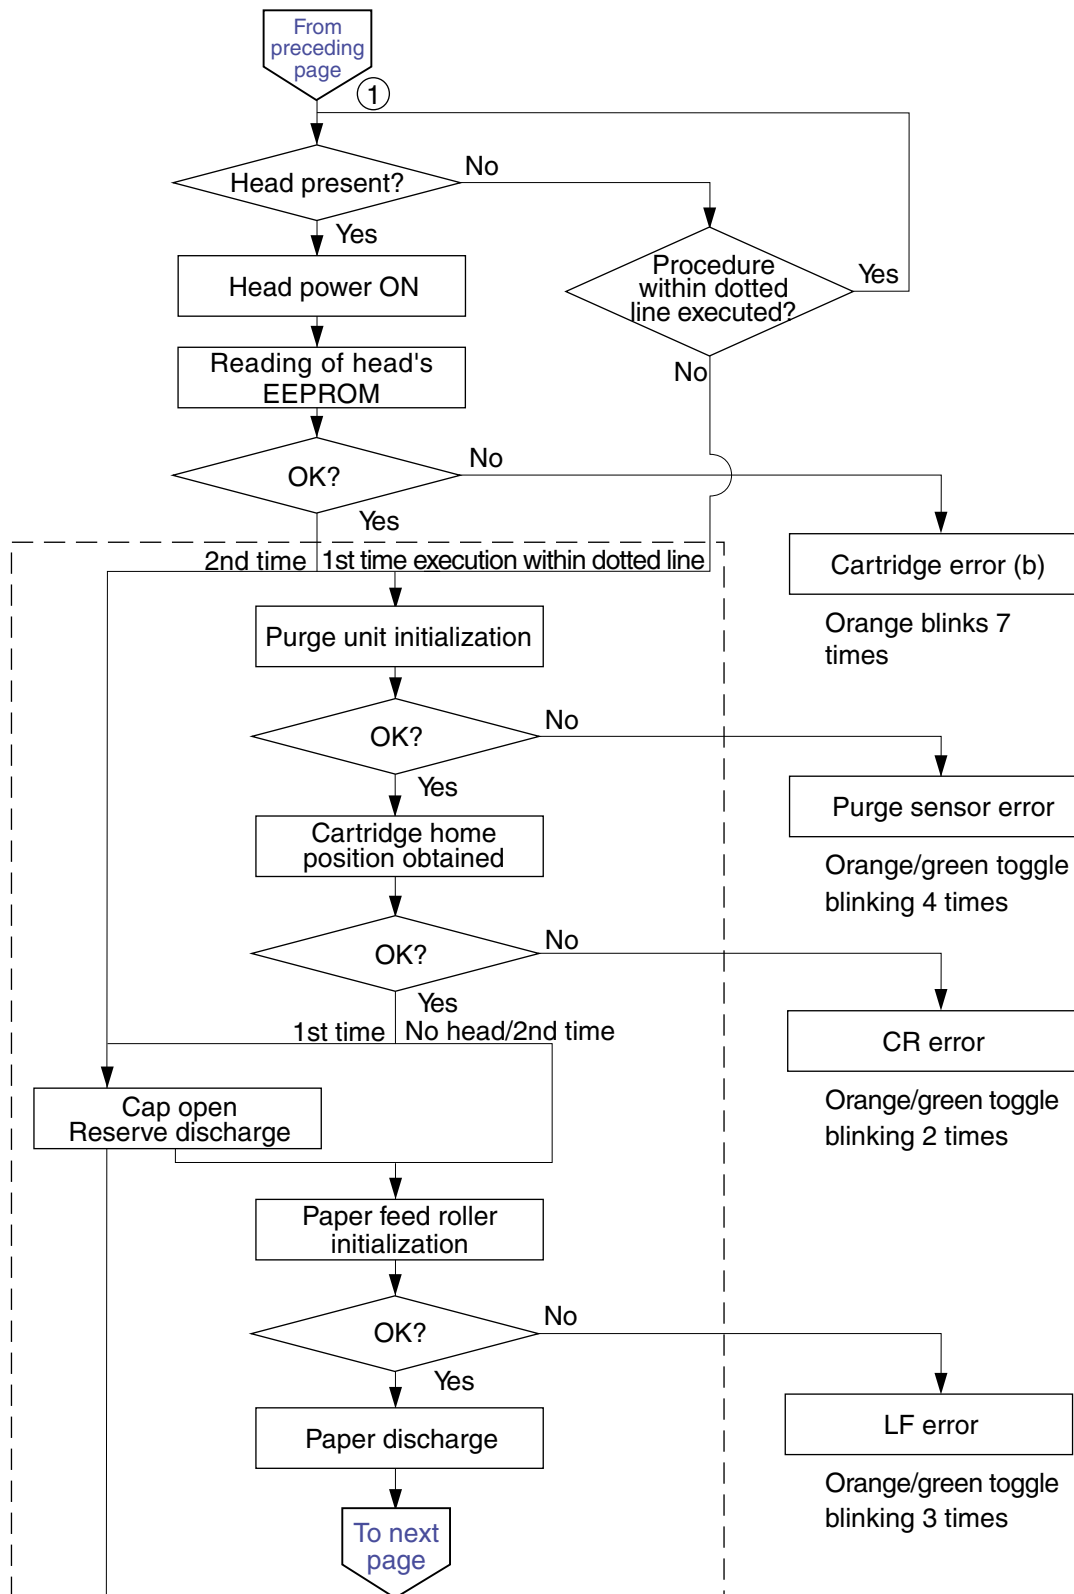 From
preceding
page
1
Head present?
No
Yes
Head power ON
Procedure
within dotted
line executed?
Yes
No
Reading of head's
EEPROM
OK?
No
Yes
2nd time
1st time execution within dotted line
Cartridge error (b)
Orange blinks 7
times
Purge unit initialization
OK?
No
Yes
Purge sensor error
Orange/green toggle
blinking 4 times
Cartridge home
position obtained
OK?
No
Yes
1st time
No head/2nd time
CR error
Orange/green toggle
blinking 2 times
Cap open
Reserve discharge
Paper feed roller
initialization
OK?
No
Yes
LF error
Orange/green toggle
blinking 3 times
Paper discharge
To next
page